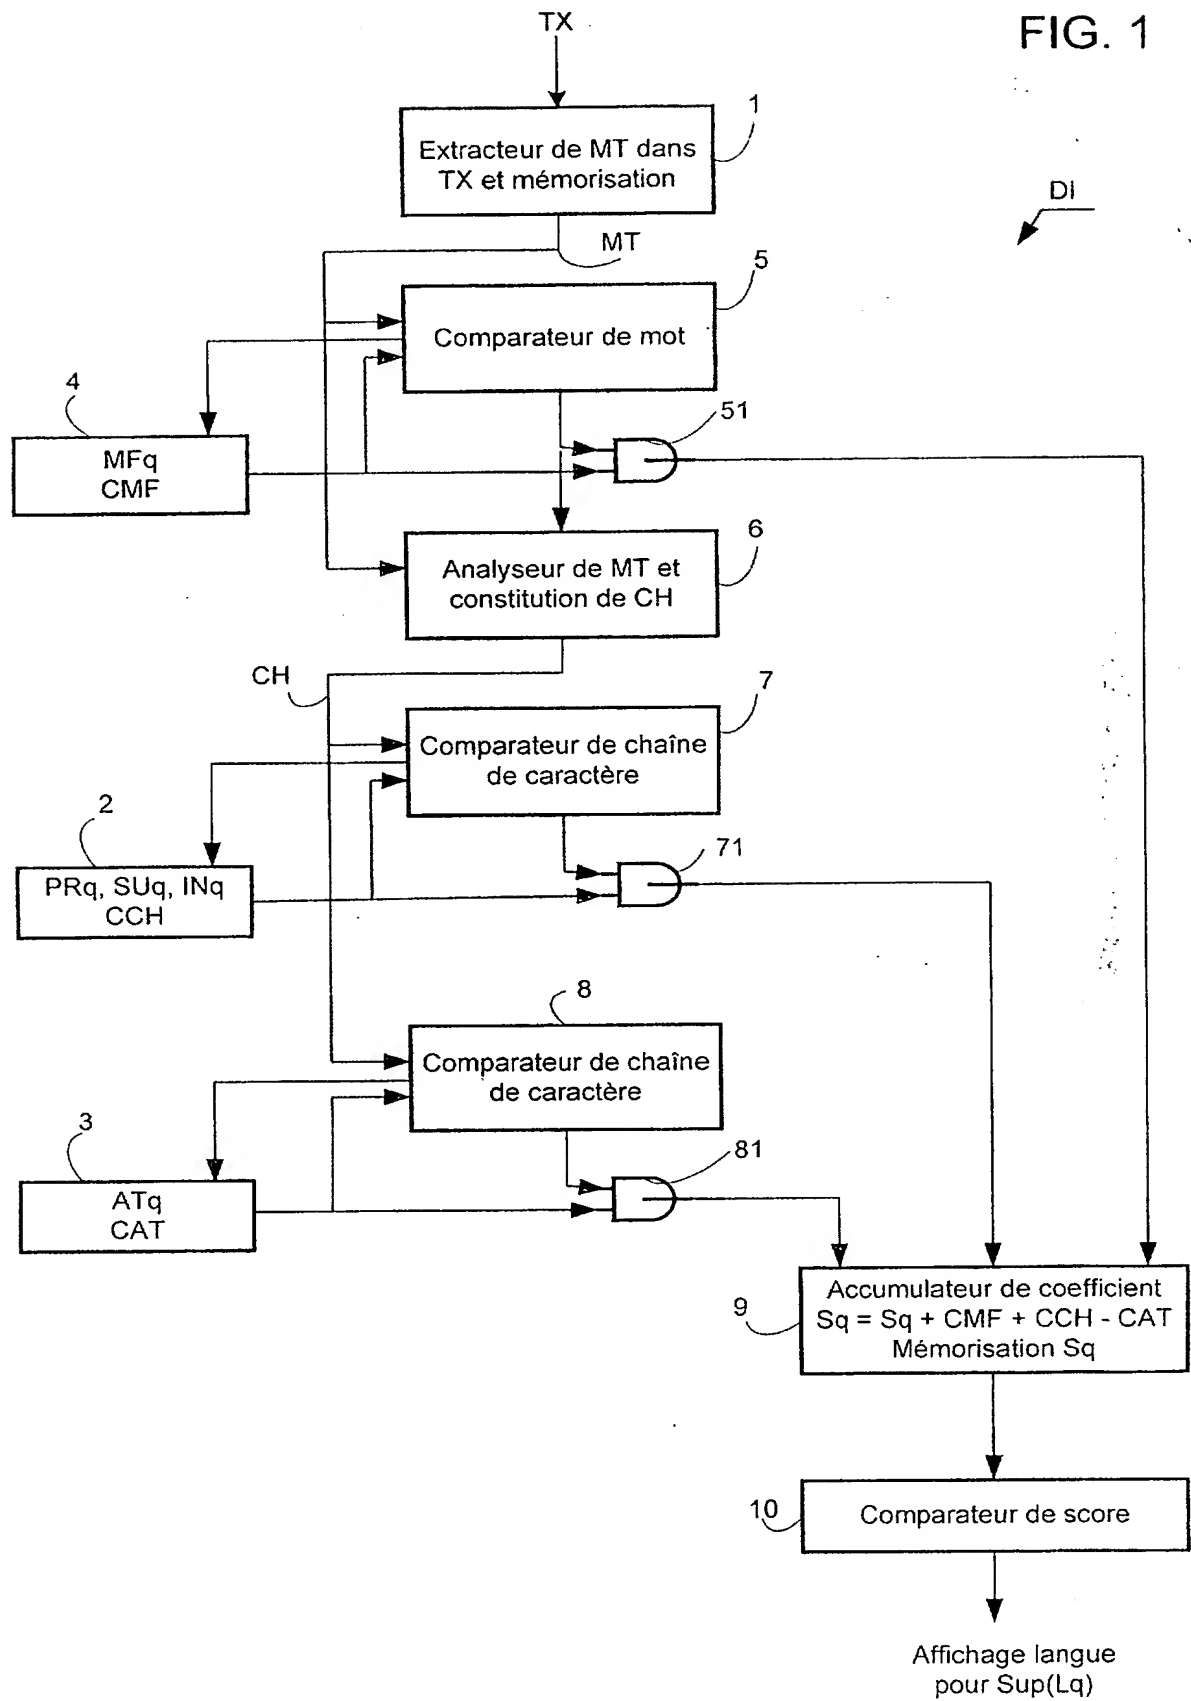 TX
FIG. 1
1
Extracteur de MT dans
TX et mémorisation
DI
MT
5
Comparateur de mot
4
51
MFq
CMF
6
Analyseur de MT et
constitution de CH
CH
7
Comparateur de chaîne
de caractère
2
71
PRq, SUq, INq
CCH
8
Comparateur de chaîne
de caractère
3
81
ATq
CAT
9
Accumulateur de coefficient
Sq = Sq + CMF + CCH - CAT
Mémorisation Sq
10
Comparateur de score
Affichage langue
pour Sup(Lq)